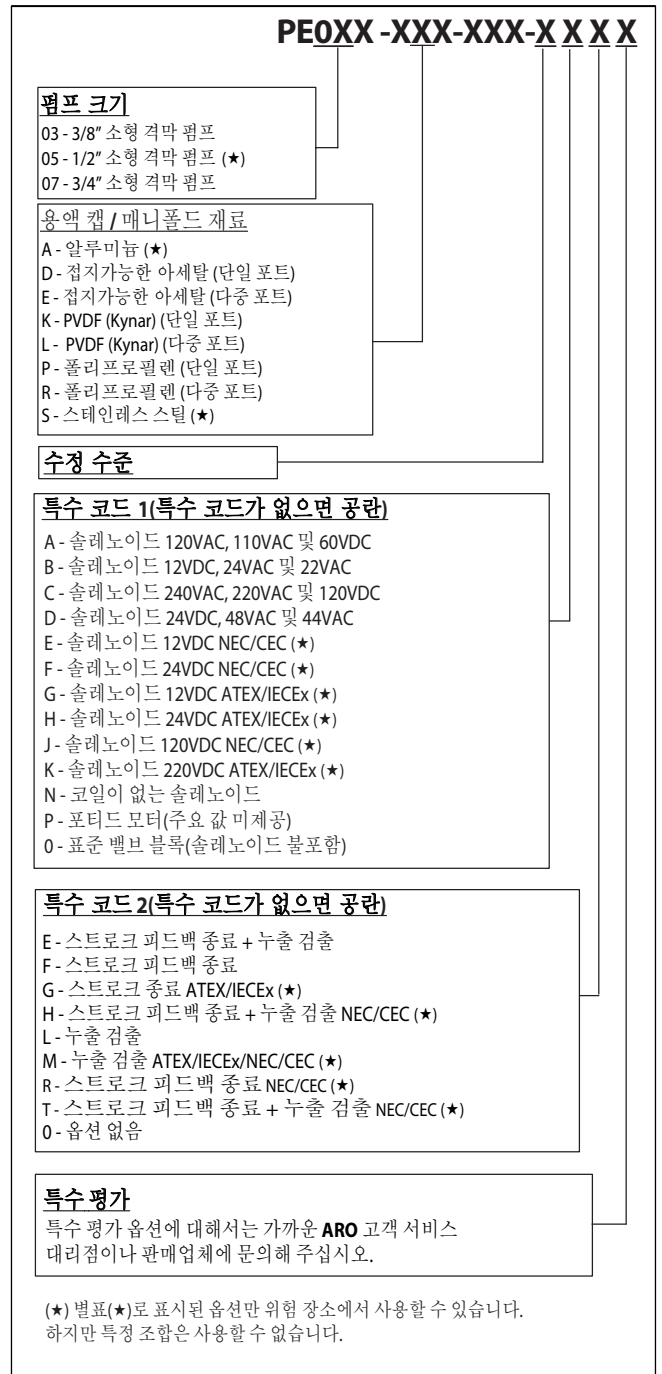 PE0XX -XXX-XXX-X X X X
펌프 크기
03 - 3/8" 소형 격막 펌프
05 - 1/2" 소형 격막 펌프 (★)
07 - 3/4" 소형 격막 펌프
용액 캡 / 매니폴드 재료
A - 알루미늄 (★)
D - 접지가능한 아세탈 (단일 포트)
E - 접지가능한 아세탈 (다중 포트)
K - PVDF (Kynar) (단일 포트)
L - PVDF (Kynar) (다중 포트)
P - 폴리프로필렌 (단일 포트)
R - 폴리프로필렌 (다중 포트)
S - 스테인레스 스틸 (★)
수정 수준
특수 코드 1(특수 코드가 없으면 공란)
A - 솔레노이드 120VAC, 110VAC 및 60VDC
B - 솔레노이드 12VDC, 24VAC 및 22VAC
C - 솔레노이드 240VAC, 220VAC 및 120VDC
D - 솔레노이드 24VDC, 48VAC 및 44VAC
E - 솔레노이드 12VDC NEC/CEC (★)
F - 솔레노이드 24VDC NEC/CEC (★)
G - 솔레노이드 12VDC ATEX/IECEx (★)
H - 솔레노이드 24VDC ATEX/IECEx (★)
J - 솔레노이드 120VDC NEC/CEC (★)
K - 솔레노이드 220VDC ATEX/IECEx (★)
N - 코일이 없는 솔레노이드
P - 포티드 모터(주요 값 미제공)
0 - 표준 밸브 블록(솔레노이드 불포함)
특수 코드 2(특수 코드가 없으면 공란)
E - 스트로크 피드백 종료 + 누출 검출
F - 스트로크 피드백 종료
G - 스트로크 종료 ATEX/IECEx (★)
H - 스트로크 피드백 종료 + 누출 검출 NEC/CEC (★)
L - 누출 검출
M - 누출 검출 ATEX/IECEx/NEC/CEC (★)
R - 스트로크 피드백 종료 NEC/CEC (★)
T - 스트로크 피드백 종료 + 누출 검출 NEC/CEC (★)
0 - 옵션 없음
특수 평가
특수 평가 옵션에 대해서는 가까운 ARO 고객 서비스
대리점이나 판매업체에 문의해 주십시오.
(★) 별표(★)로 표시된 옵션만 위험 장소에서 사용할 수 있습니다.
하지만 특정 조합은 사용할 수 없습니다.